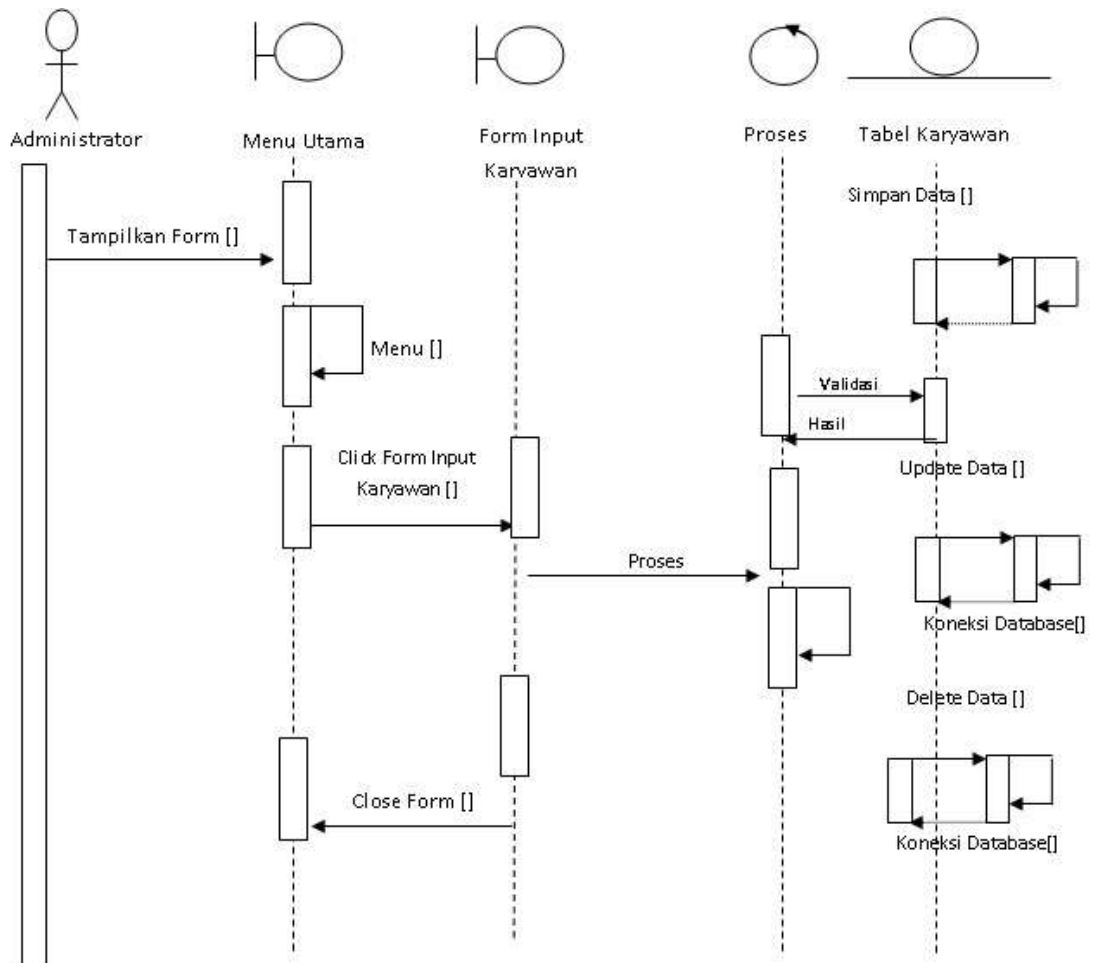 Administrator
Menu Utama
Form Input
Karyawan
Proses
Tabel Karyawan
Simpan Data []
Tampilkan Form []
Menu []
Validasi
Hasil
Click Form Input
Karyawan []
Update Data []
Proses
Koneksi Database[]
Delete Data []
Close Form []
Koneksi Database[]